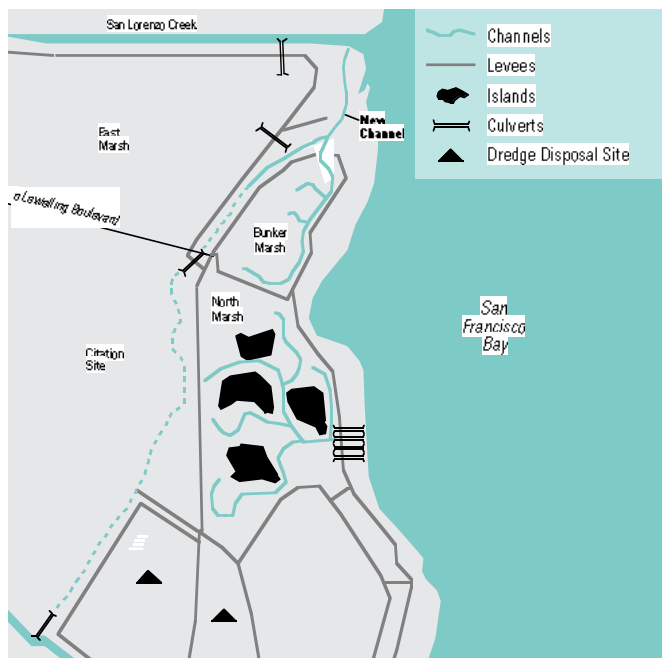 San Lorenzo Creek
East
Marsh
New
Channel
o Lewelling Boulevard
Bunker
Marsh
North
Marsh
Citation
Site
San
Francisco
Bay
Channels
Levees
Islands
Culverts
Dredge Disposal Site